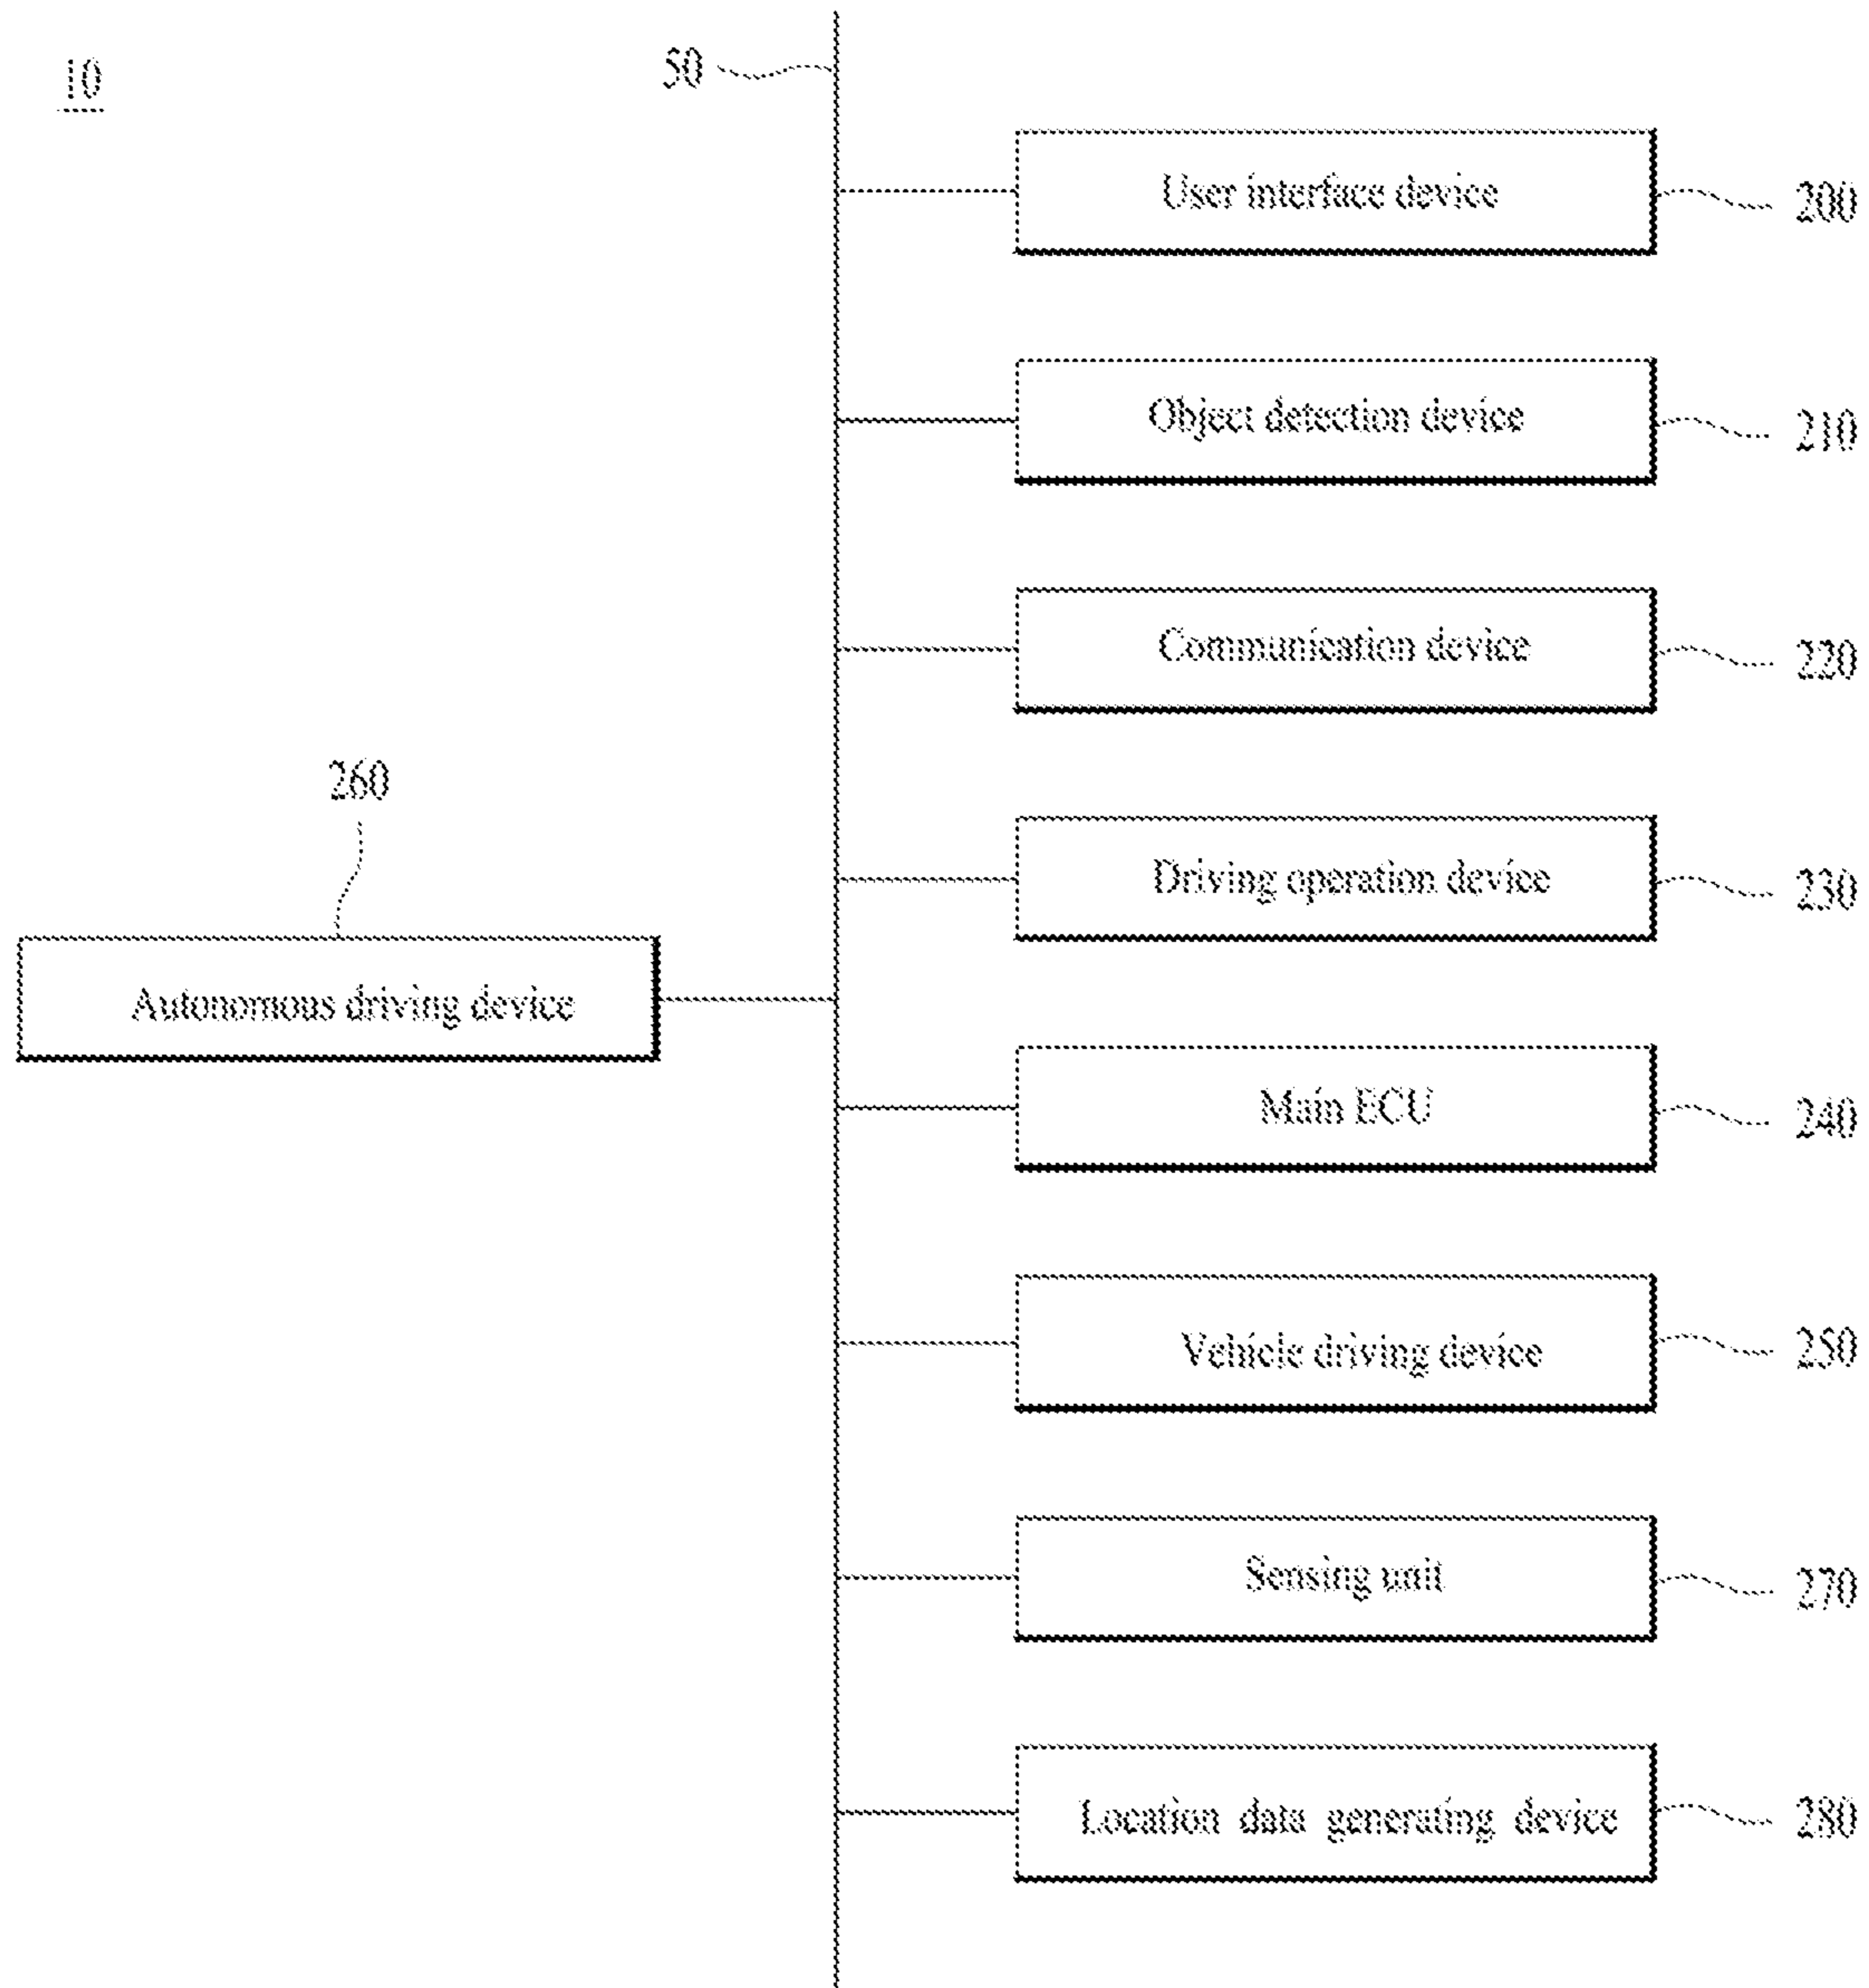 10
50
User interface device
200
Object detection device
210
Communication device
220
260
Driving operation device
230
Autonomous driving device
Main ECU
240
Vehicle driving device
250
Sensing unit
270
Location data generating device
280